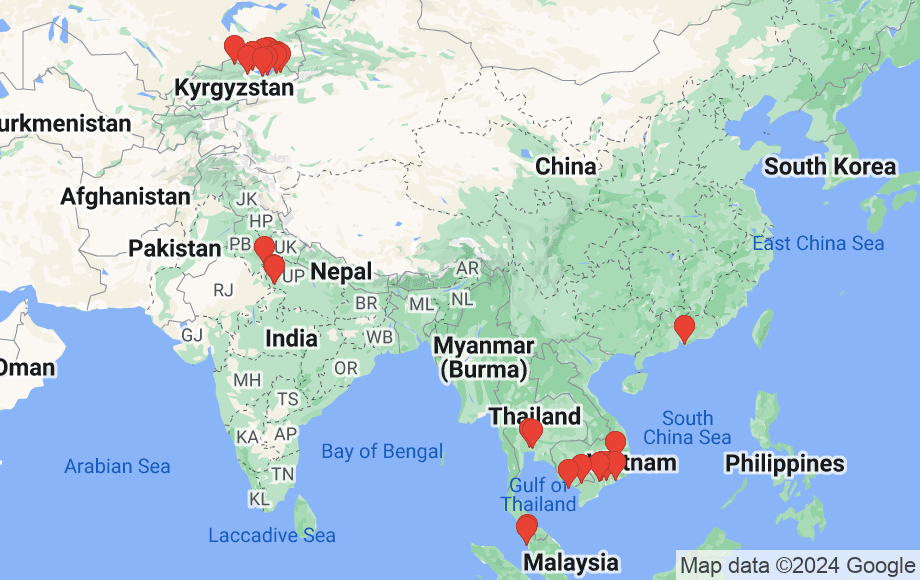 Kyrgyzstan
urkmenistan
China
South Korea
Afghanistan
JK
HP
Pakistan
PB
UK
East China Sea
Nepal
AR
UP
RJ
BR
ML
NL
GJ
India
WB
Myanmar
(Burma)
Oman
OR
MH
TS
Thailand
South
China Sea
KA
AP
Bay of Bengal
Arabian Sea
tnam
Philippines
TN
Gulf of
Thailand
KL
Laccadive Sea
Malaysia
Map data ©2024 Google